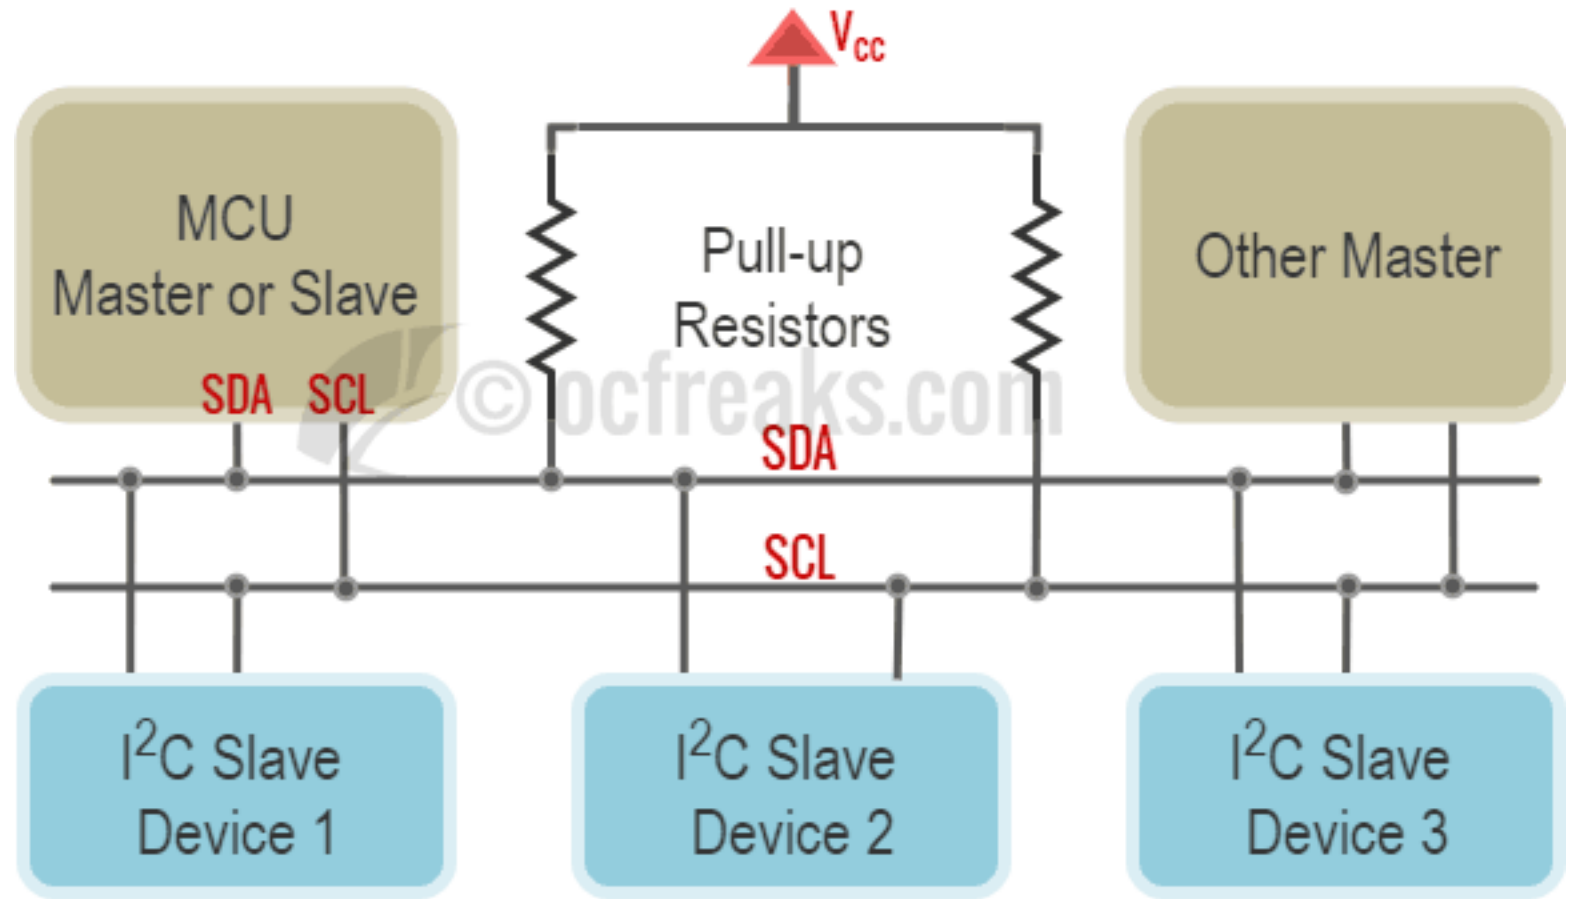 V_CC
MCU
Master or Slave
SDA SCL
Pull-up
Resistors
Other Master
© ocfreaks.com
SDA
SCL
I²C Slave
Device 1
I²C Slave
Device 2
I²C Slave
Device 3